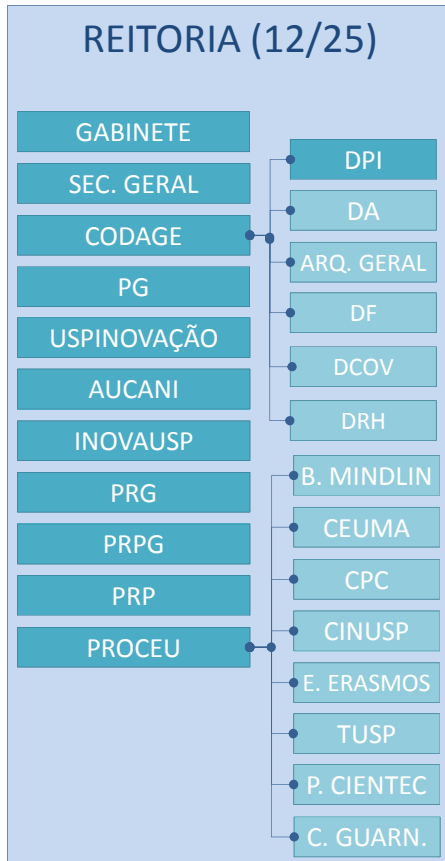 REITORIA (12/25)
GABINETE
SEC. GERAL
CODAGE
PG
USPINOVAÇÃO
AUCANI
INOVAUSP
PRG
PRPG
PRP
PROCEU
DPI
DA
ARQ. GERAL
DF
DCOV
DRH
B. MINDLIN
CEUMA
CPC
CINUSP
E. ERASMOS
TUSP
P. CIENTEC
C. GUARN.